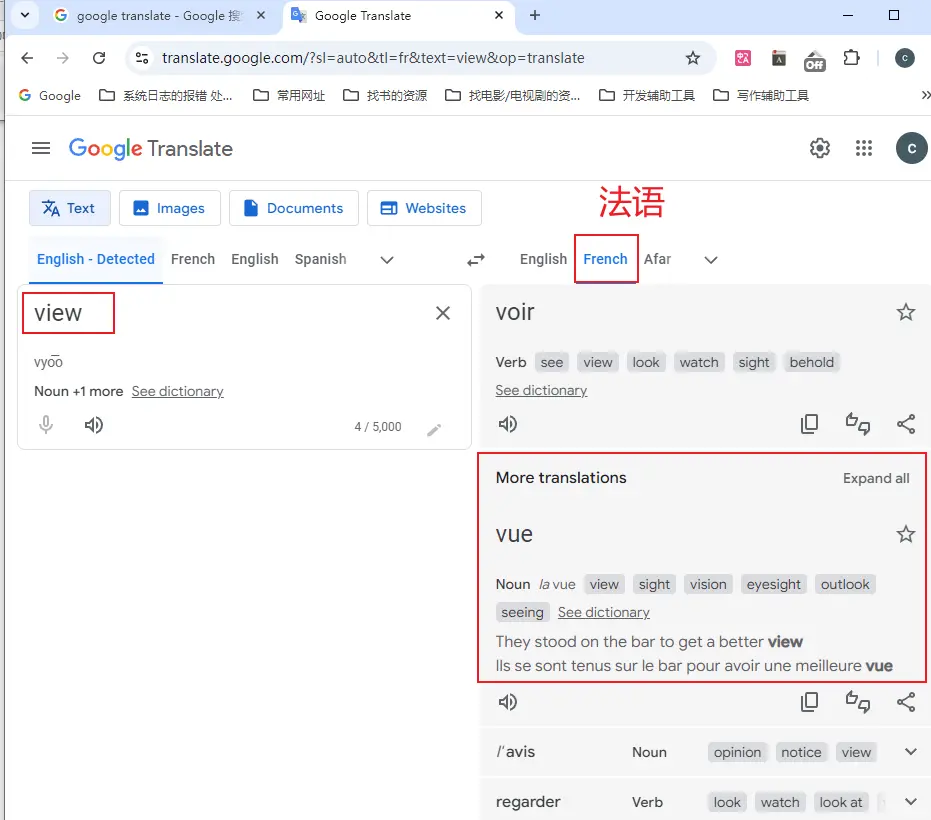 google translate - Google 搜
Google Translate
translate.google.com/?sl=auto&tl=fr&text=view&op=translate
Off
C
Google 系统日志的报错 处... 常用网址 找书的资源 找电影/电视剧的资... 开发辅助工具 写作辅助工具
Google Translate
C
法语
Text Images Documents Websites
English - Detected French English Spanish
English French Afar
view
vyo͞o
Noun +1 more See dictionary
4 / 5,000
voir
Verb see view look watch sight behold
See dictionary
More translations Expand all
vue
Noun la vue view sight vision eyesight outlook
seeing See dictionary
They stood on the bar to get a better view
Ils se sont tenus sur le bar pour avoir une meilleure vue
l'avis Noun opinion notice view
regarder Verb look watch look at